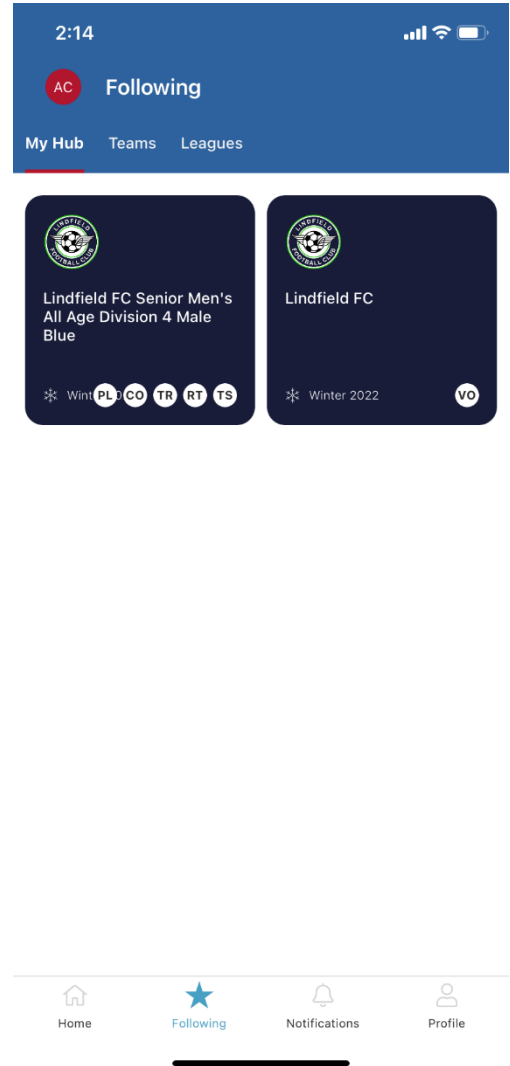 2:14
AC Following
My Hub Teams Leagues
LINDFIELD
FOOTBALL CLUB
Lindfield FC Senior Men's
All Age Division 4 Male
Blue
PL CO TR RT TS
LINDFIELD
FOOTBALL CLUB
Lindfield FC
Winter 2022 VO
Home Following Notifications Profile